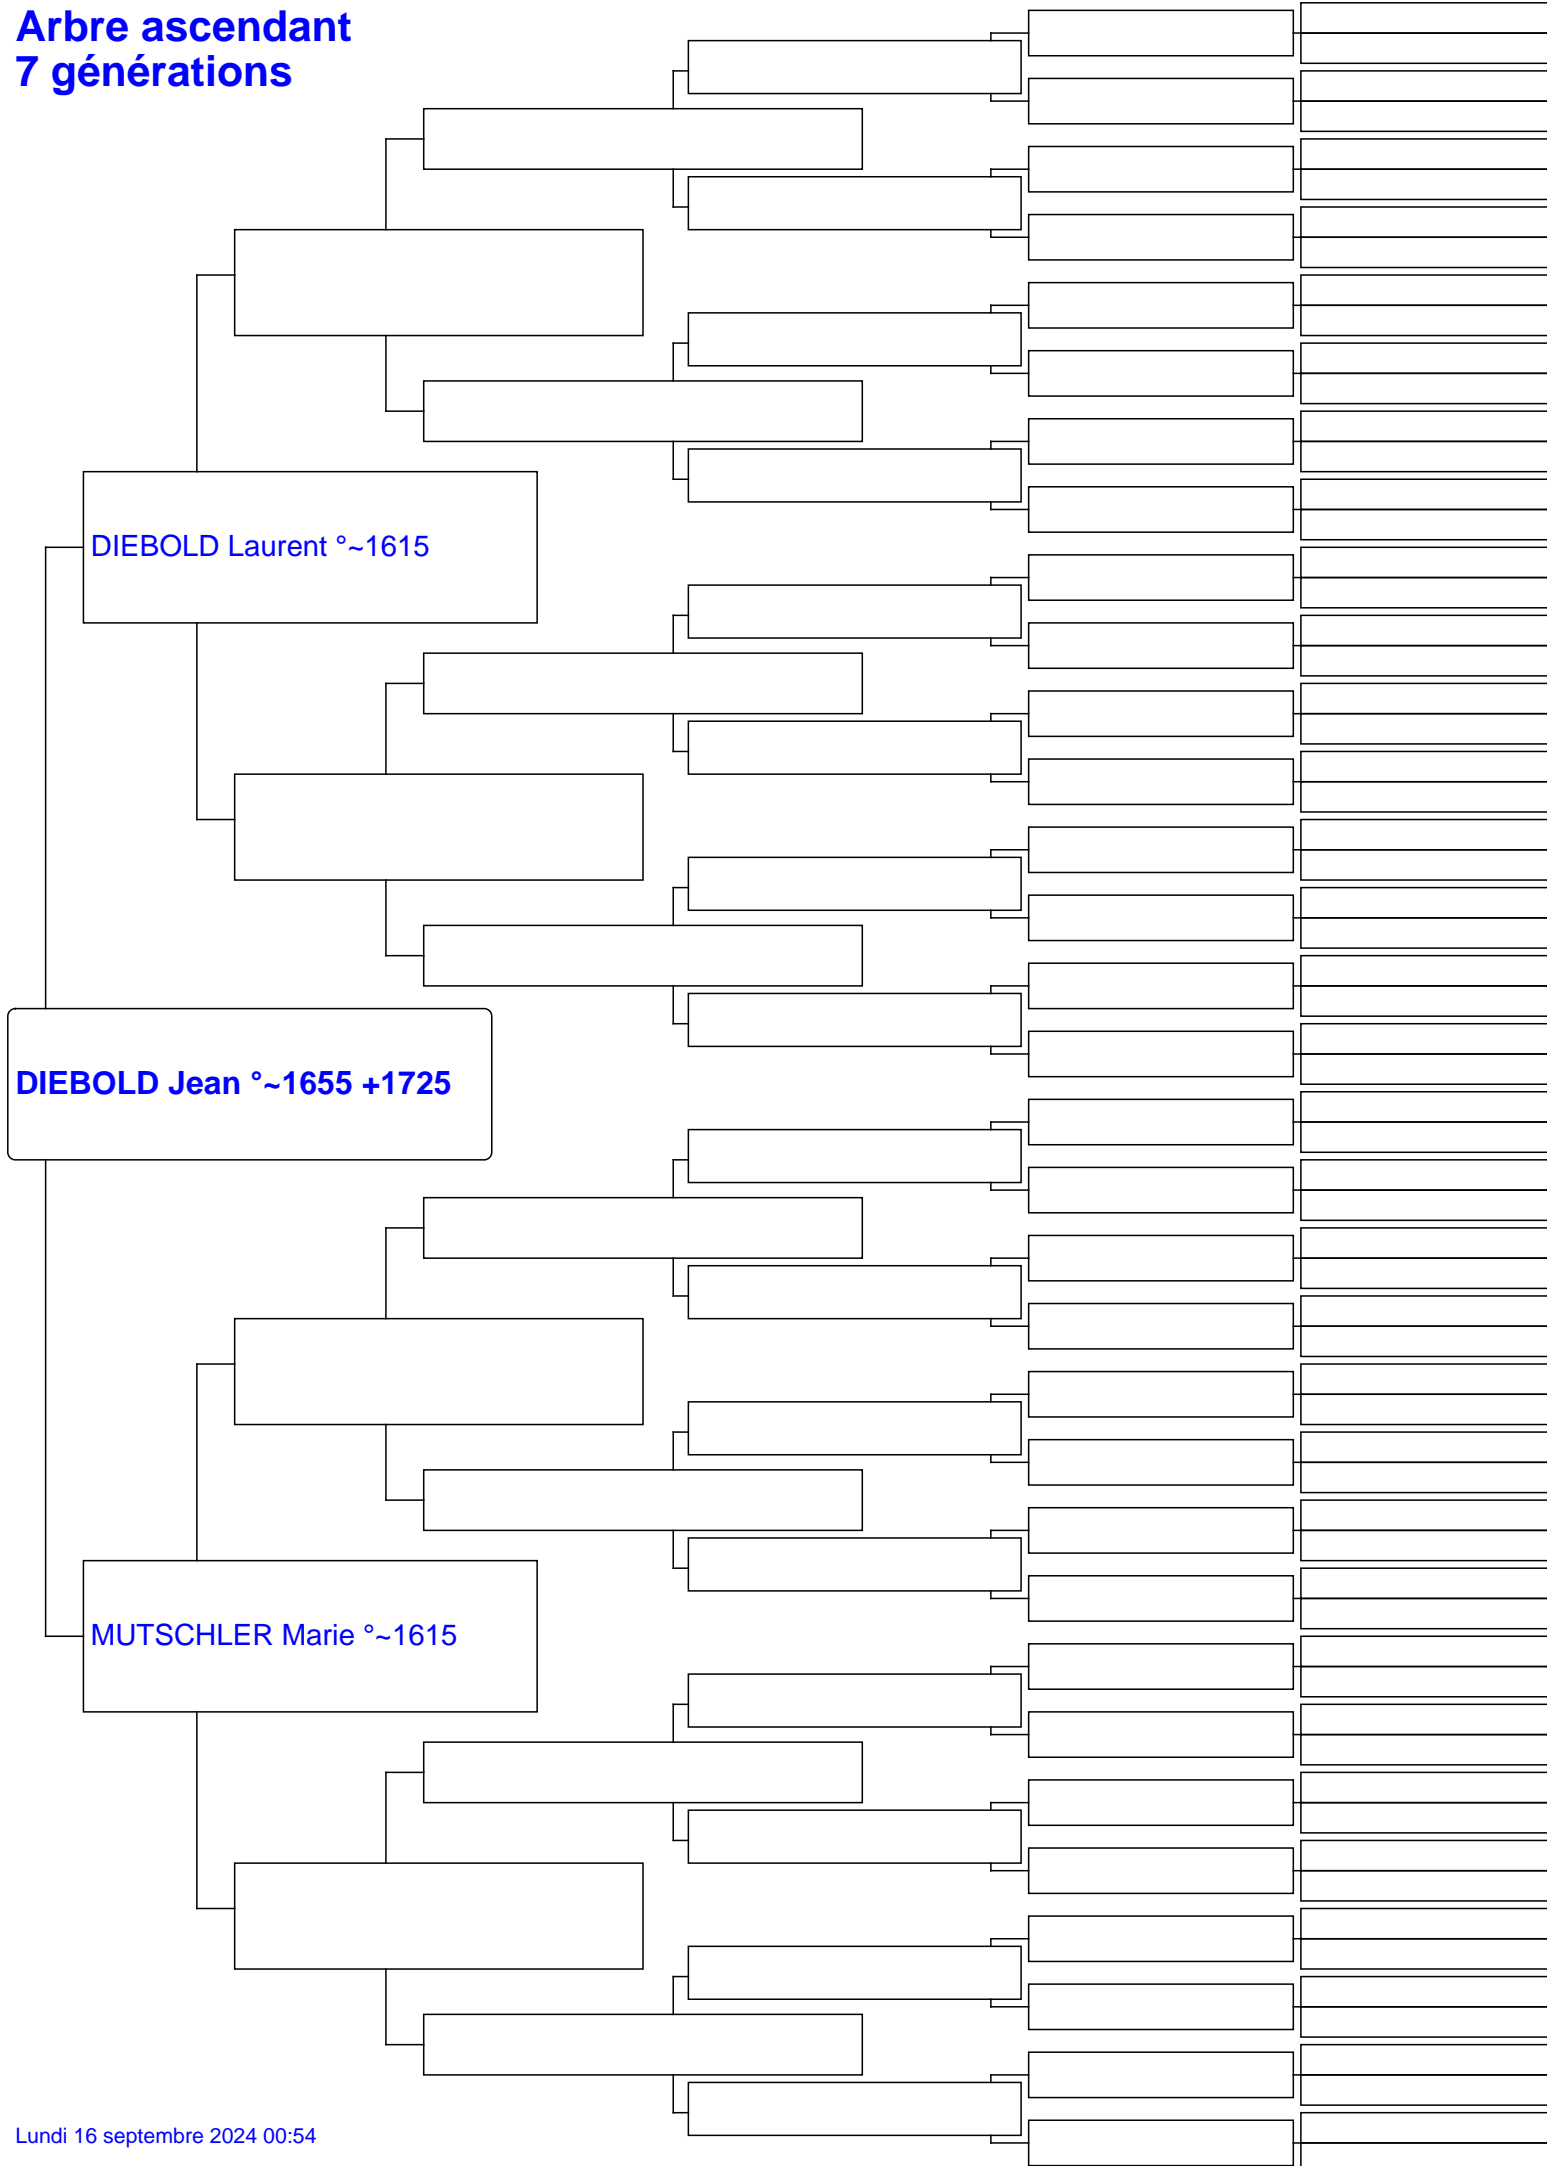 Arbre ascendant
7 générations
DIEBOLD Laurent °~1615
DIEBOLD Jean °~1655 +1725
MUTSCHLER Marie °~1615
Lundi 16 septembre 2024 00:54